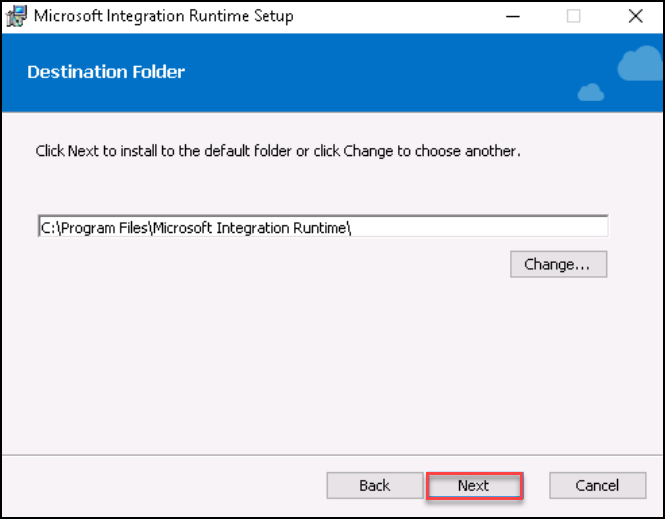 Microsoft Integration Runtime Setup
Destination Folder
Click Next to install to the default folder or click Change to choose another.
C:\Program Files\Microsoft Integration Runtime\
Change...
Back
Next
Cancel